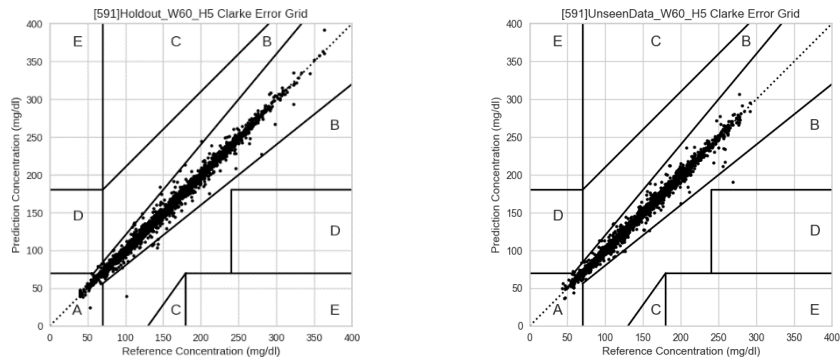 [591]Holdout_W60_H5 Clarke Error Grid
400
350
300
250
200
150
100
50
0
Prediction Concentration (mg/dl)
E
C
B
B
D
D
A
C
E
0 50 100 150 200 250 300 350 400
Reference Concentration (mg/dl)
[591]UnseenData_W60_H5 Clarke Error Grid
400
350
300
250
200
150
100
50
0
Prediction Concentration (mg/dl)
E
C
B
B
D
D
A
C
E
0 50 100 150 200 250 300 350 400
Reference Concentration (mg/dl)